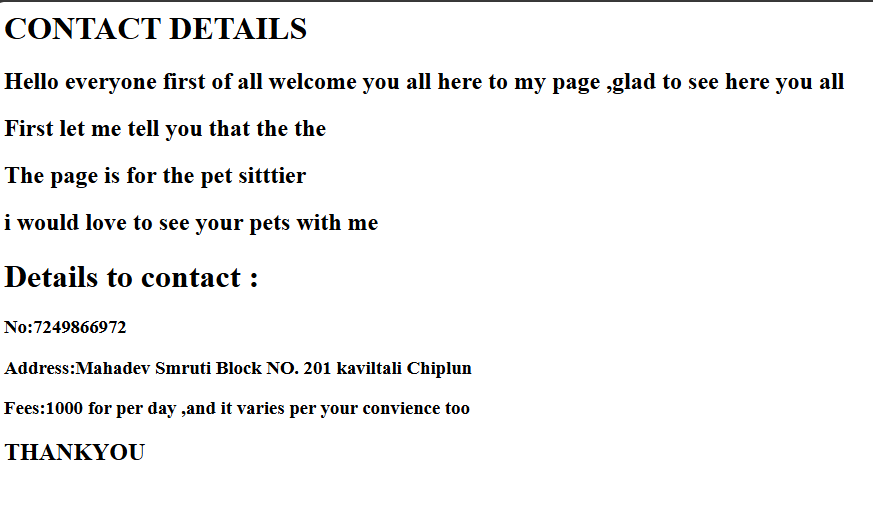 CONTACT DETAILS
Hello everyone first of all welcome you all here to my page ,glad to see here you all
First let me tell you that the the
The page is for the pet sitttier
i would love to see your pets with me
Details to contact :
No:7249866972
Address:Mahadev Smruti Block NO. 201 kaviltali Chiplun
Fees:1000 for per day ,and it varies per your convience too
THANKYOU